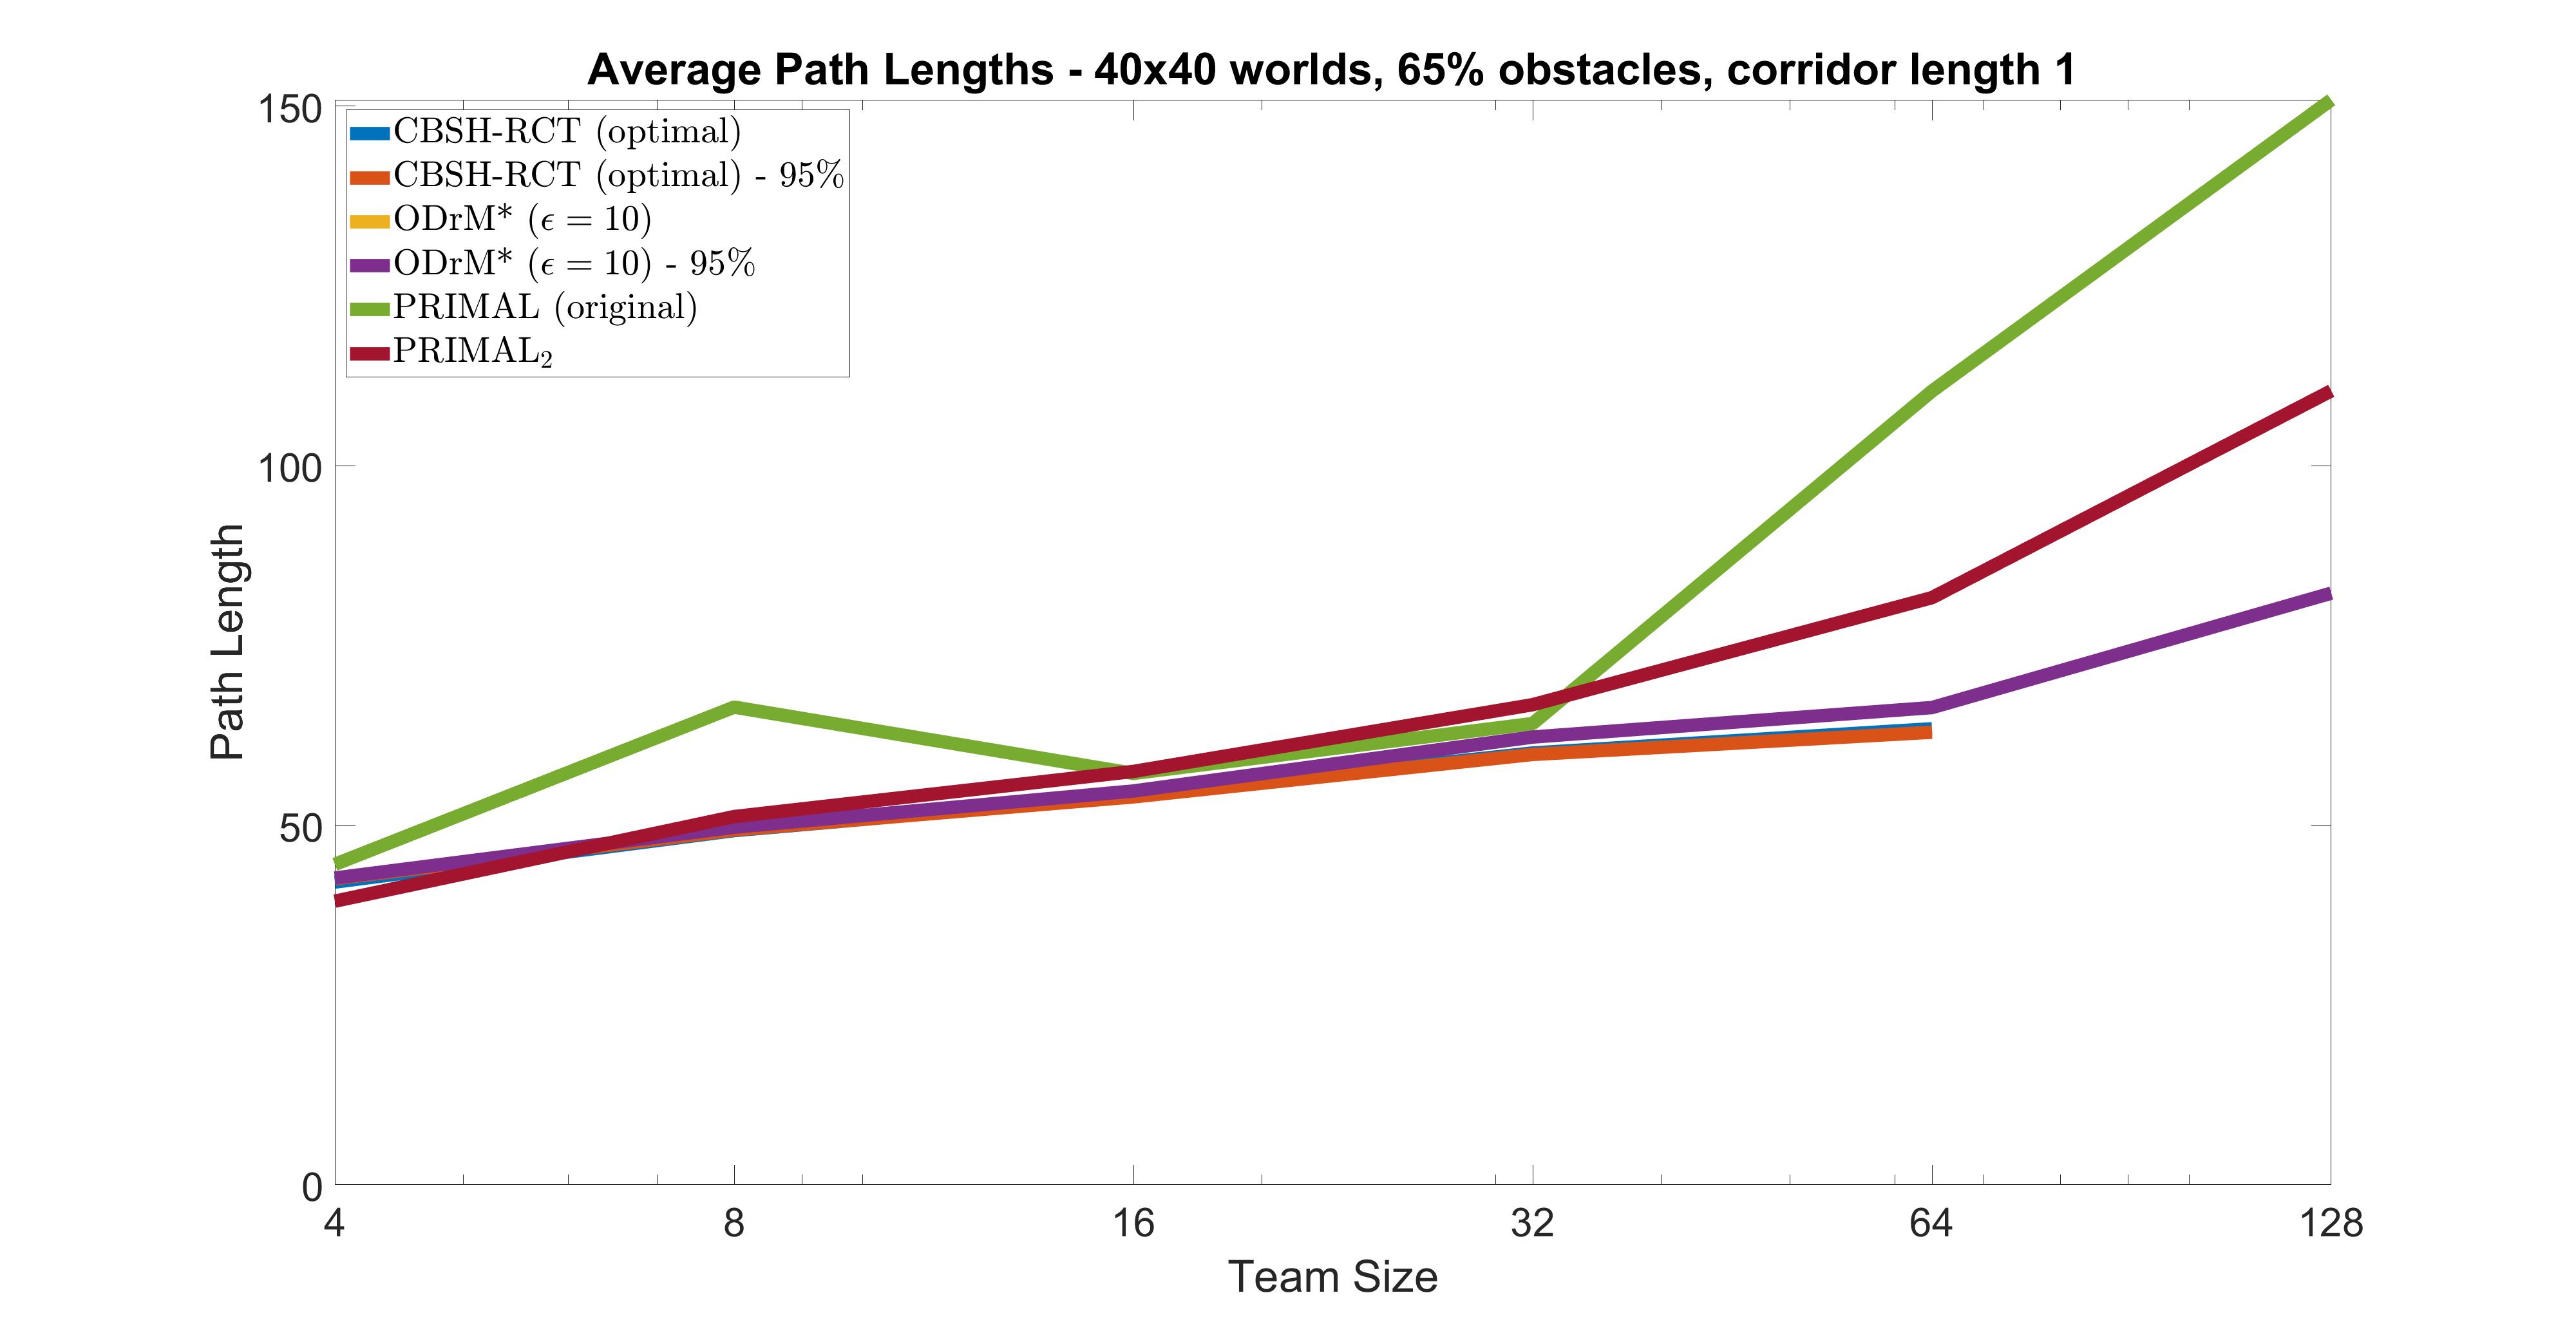 Average Path Lengths - 40x40 worlds, 65% obstacles, corridor length 1
150
100
50
0
Path Length
CBSH-RCT (optimal)
CBSH-RCT (optimal) - 95%
ODrM* (ϵ = 10)
ODrM* (ϵ = 10) - 95%
PRIMAL (original)
PRIMAL₂
4 8 16 32 64 128
Team Size